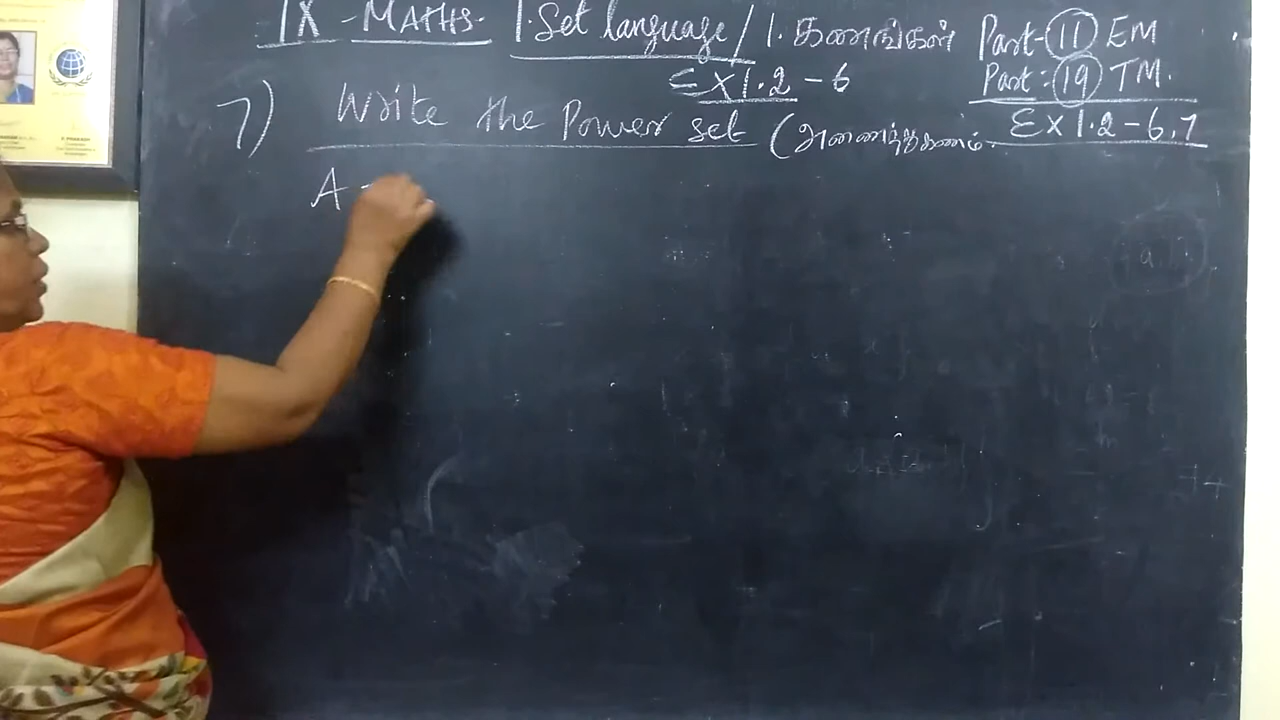 IX - MATHS. 1. Set language / 1. கணங்கள் Part-11 EM
Ex 1.2 - 6 Part: 19 TM.
7) Write the Power set (அணைந்துகணம். Ex 1.2 - 6,7
A -